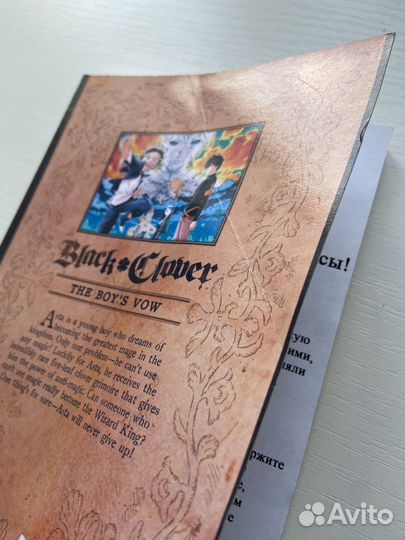 Black Clover
THE BOY'S VOW
Asta is a young boy who dreams of
becoming the greatest mage in the
kingdom. Only one problem—he can't use
any magic! Luckily for Asta, he receives the
incredibly rare five-leaf clover grimoire that gives
him the power of anti-magic. Can someone who
can't use magic really become the Wizard King?
One thing's for sure—Asta will never give up!
сы!
ую
ими,
няли
ржите
е,
м
е
Avito